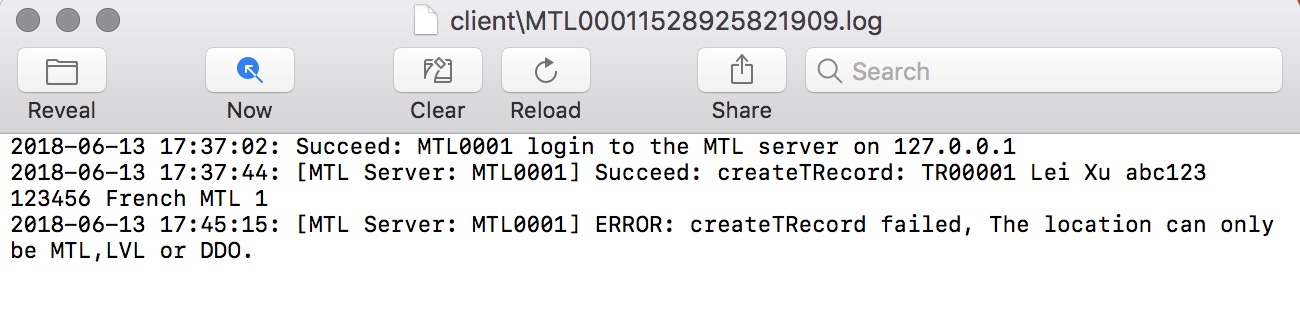 client\MTL00011528925821909.log
Reveal
Now
Clear
Reload
Share
Search
2018-06-13 17:37:02: Succeed: MTL0001 login to the MTL server on 127.0.0.1
2018-06-13 17:37:44: [MTL Server: MTL0001] Succeed: createTRecord: TR00001 Lei Xu abc123
123456 French MTL 1
2018-06-13 17:45:15: [MTL Server: MTL0001] ERROR: createTRecord failed, The location can only
be MTL,LVL or DDO.